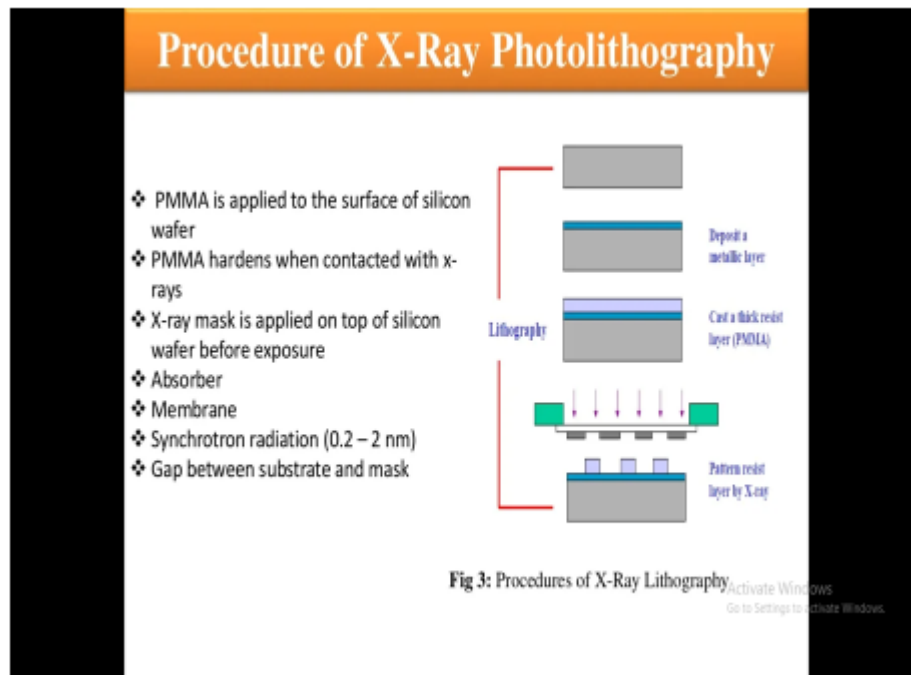 Procedure of X-Ray Photolithography
❖ PMMA is applied to the surface of silicon
wafer
❖ PMMA hardens when contacted with x-
rays
❖ X-ray mask is applied on top of silicon
wafer before exposure
❖ Absorber
❖ Membrane
❖ Synchrotron radiation (0.2 – 2 nm)
❖ Gap between substrate and mask
Lithography
Deposit a
metallic layer
Cast a thick resist
layer (PMMA)
Pattern resist
layer by X-ray
Fig 3: Procedures of X-Ray Lithography
Activate Windows
Go to Settings to activate Windows.